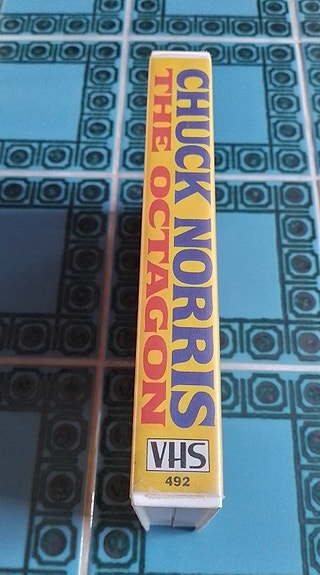 CHUCK NORRIS
THE OCTAGON
VHS
492